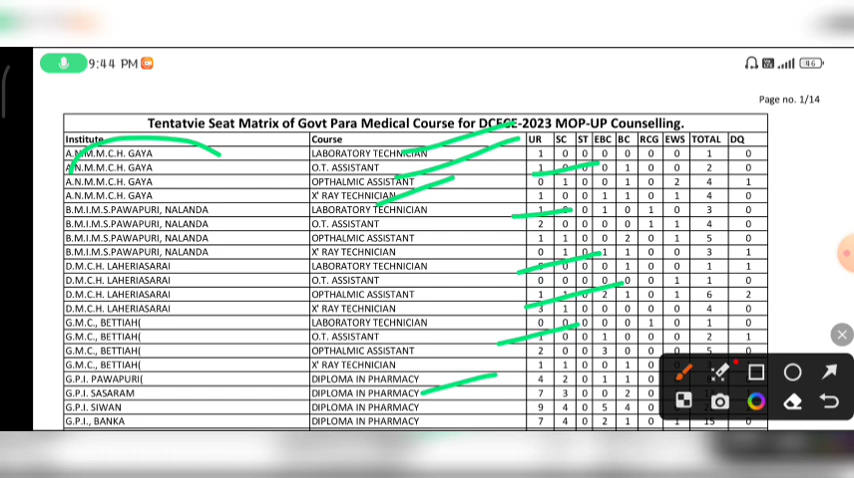 9:44 PM
46
Page no. 1/14
Tentatvie Seat Matrix of Govt Para Medical Course for DCECE-2023 MOP-UP Counselling.
Institute Course UR SC ST EBC BC RCG EWS TOTAL DQ
A.N.M.M.C.H. GAYA LABORATORY TECHNICIAN 1 0 0 0 0 0 0 1 0
A.N.M.M.C.H. GAYA O.T. ASSISTANT 1 0 0 0 1 0 0 2 0
A.N.M.M.C.H. GAYA OPTHALMIC ASSISTANT 0 1 0 0 1 0 2 4 1
A.N.M.M.C.H. GAYA X' RAY TECHNICIAN 1 0 0 1 1 0 1 4 0
B.M.I.M.S.PAWAPURI, NALANDA LABORATORY TECHNICIAN 1 0 0 1 0 1 0 3 0
B.M.I.M.S.PAWAPURI, NALANDA O.T. ASSISTANT 2 0 0 0 0 1 1 4 0
B.M.I.M.S.PAWAPURI, NALANDA OPTHALMIC ASSISTANT 1 1 0 0 2 0 1 5 0
B.M.I.M.S.PAWAPURI, NALANDA X' RAY TECHNICIAN 0 1 0 1 1 0 0 3 1
D.M.C.H. LAHERIASARAI LABORATORY TECHNICIAN 0 0 0 0 1 0 0 1 1
D.M.C.H. LAHERIASARAI O.T. ASSISTANT 0 0 0 0 0 0 1 1 0
D.M.C.H. LAHERIASARAI OPTHALMIC ASSISTANT 1 1 0 2 1 0 1 6 2
D.M.C.H. LAHERIASARAI X' RAY TECHNICIAN 3 1 0 0 0 0 0 4 0
G.M.C., BETTIAH( LABORATORY TECHNICIAN 0 0 0 0 0 1 0 1 0
G.M.C., BETTIAH( O.T. ASSISTANT 1 0 0 1 0 0 0 2 1
G.M.C., BETTIAH( OPTHALMIC ASSISTANT 2 0 0 3 0 0 0 5 0
G.M.C., BETTIAH( X' RAY TECHNICIAN 1 1 0 0 1 0
G.P.I. PAWAPURI( DIPLOMA IN PHARMACY 4 2 0 1 1 0
G.P.I. SASARAM DIPLOMA IN PHARMACY 7 3 0 0 2 0
G.P.I. SIWAN DIPLOMA IN PHARMACY 9 4 0 5 4 0
G.P.I., BANKA DIPLOMA IN PHARMACY 7 4 0 2 1 0 1 15 0